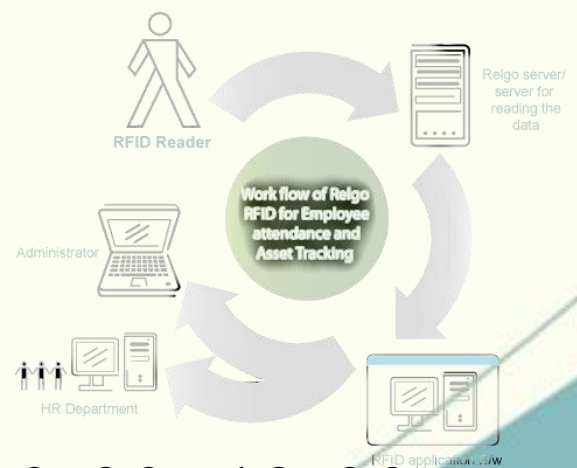 RFID Reader
Relgo server/
server for
reading the
data
Work flow of Relgo
RFID for Employee
attendance and
Asset Tracking
Administrator
HR Department
RFID application S/w